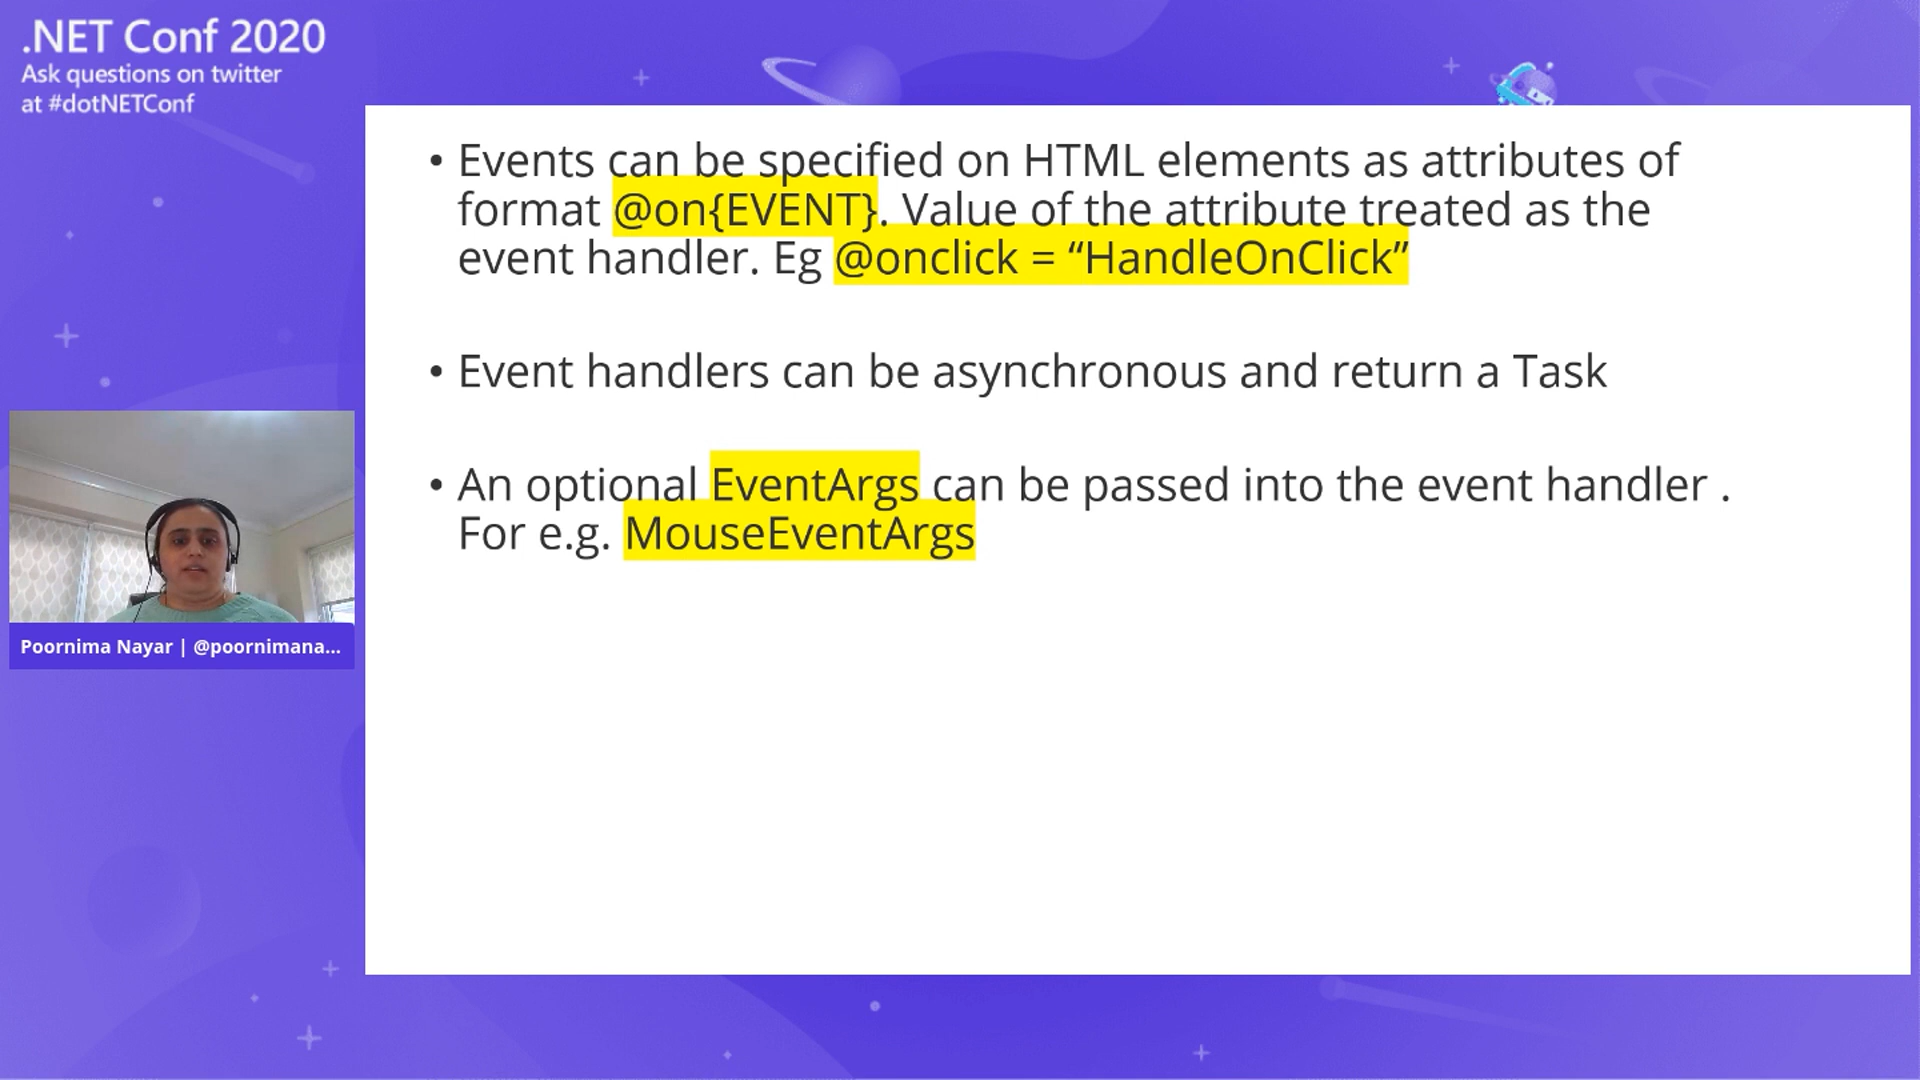 .NET Conf 2020
Ask questions on twitter
at #dotNETConf
• Events can be specified on HTML elements as attributes of
format @on{EVENT}. Value of the attribute treated as the
event handler. Eg @onclick = “HandleOnClick”
• Event handlers can be asynchronous and return a Task
• An optional EventArgs can be passed into the event handler .
For e.g. MouseEventArgs
Poornima Nayar | @poornimana...